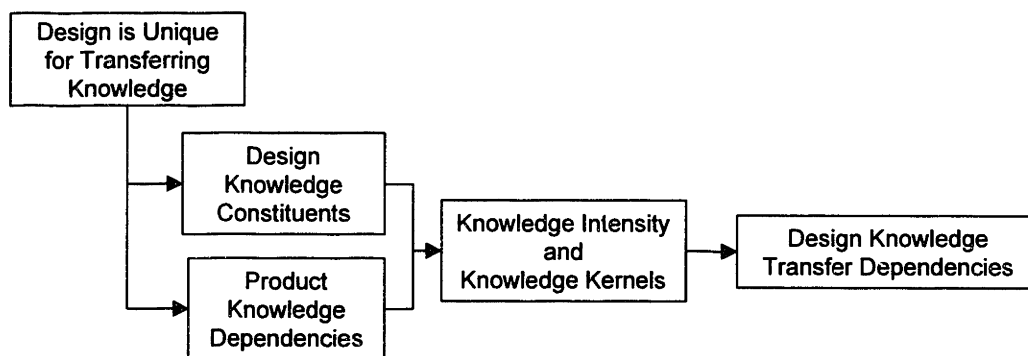 Design is Unique
for Transferring
Knowledge
Design
Knowledge
Constituents
Product
Knowledge
Dependencies
Knowledge Intensity
and
Knowledge Kernels
Design Knowledge
Transfer Dependencies